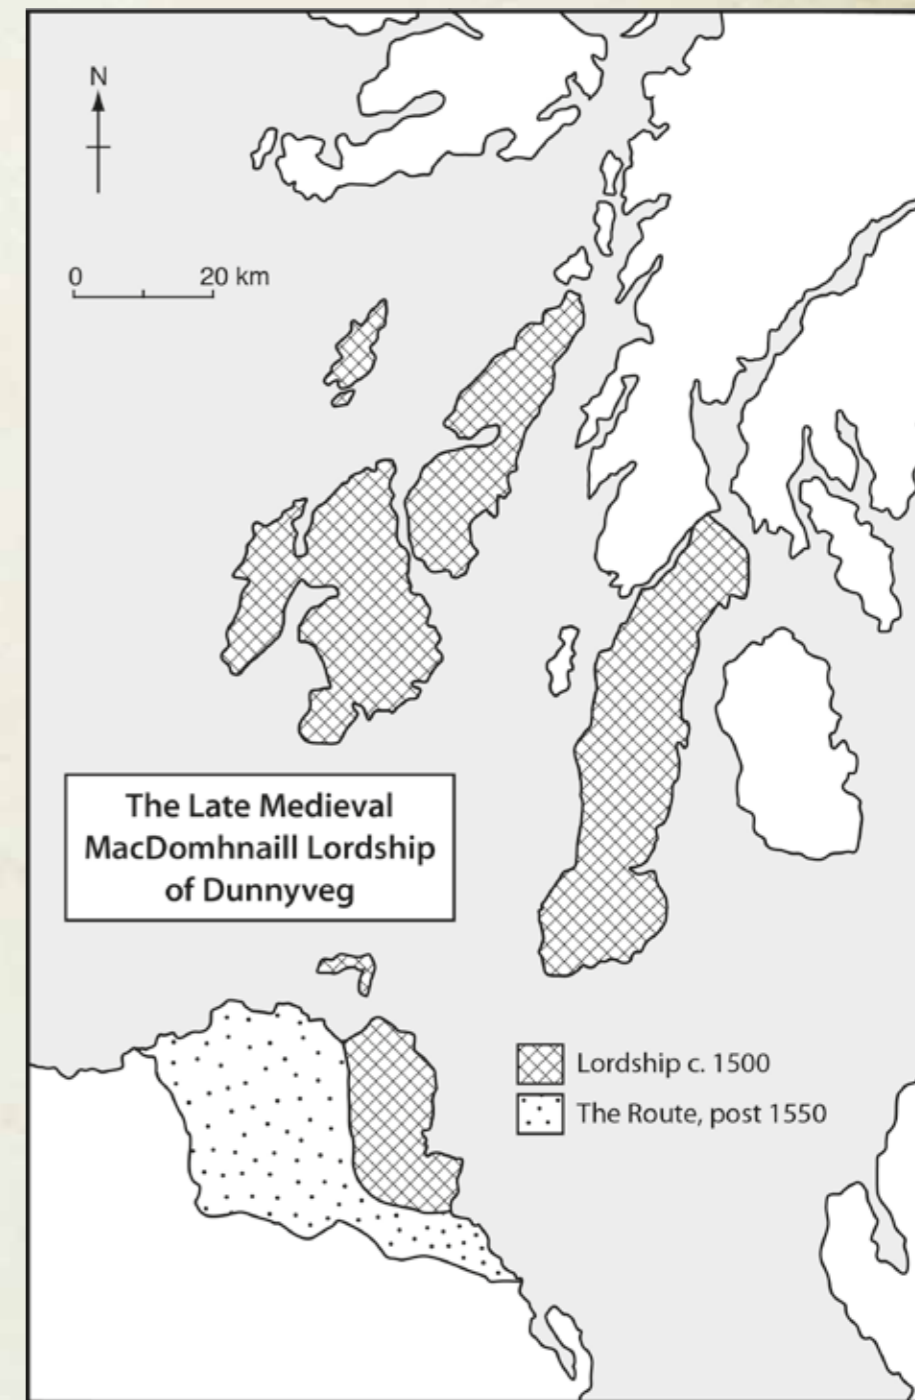 N
0 20 km
The Late Medieval
MacDomhnaill Lordship
of Dunnyveg
Lordship c. 1500
The Route, post 1550